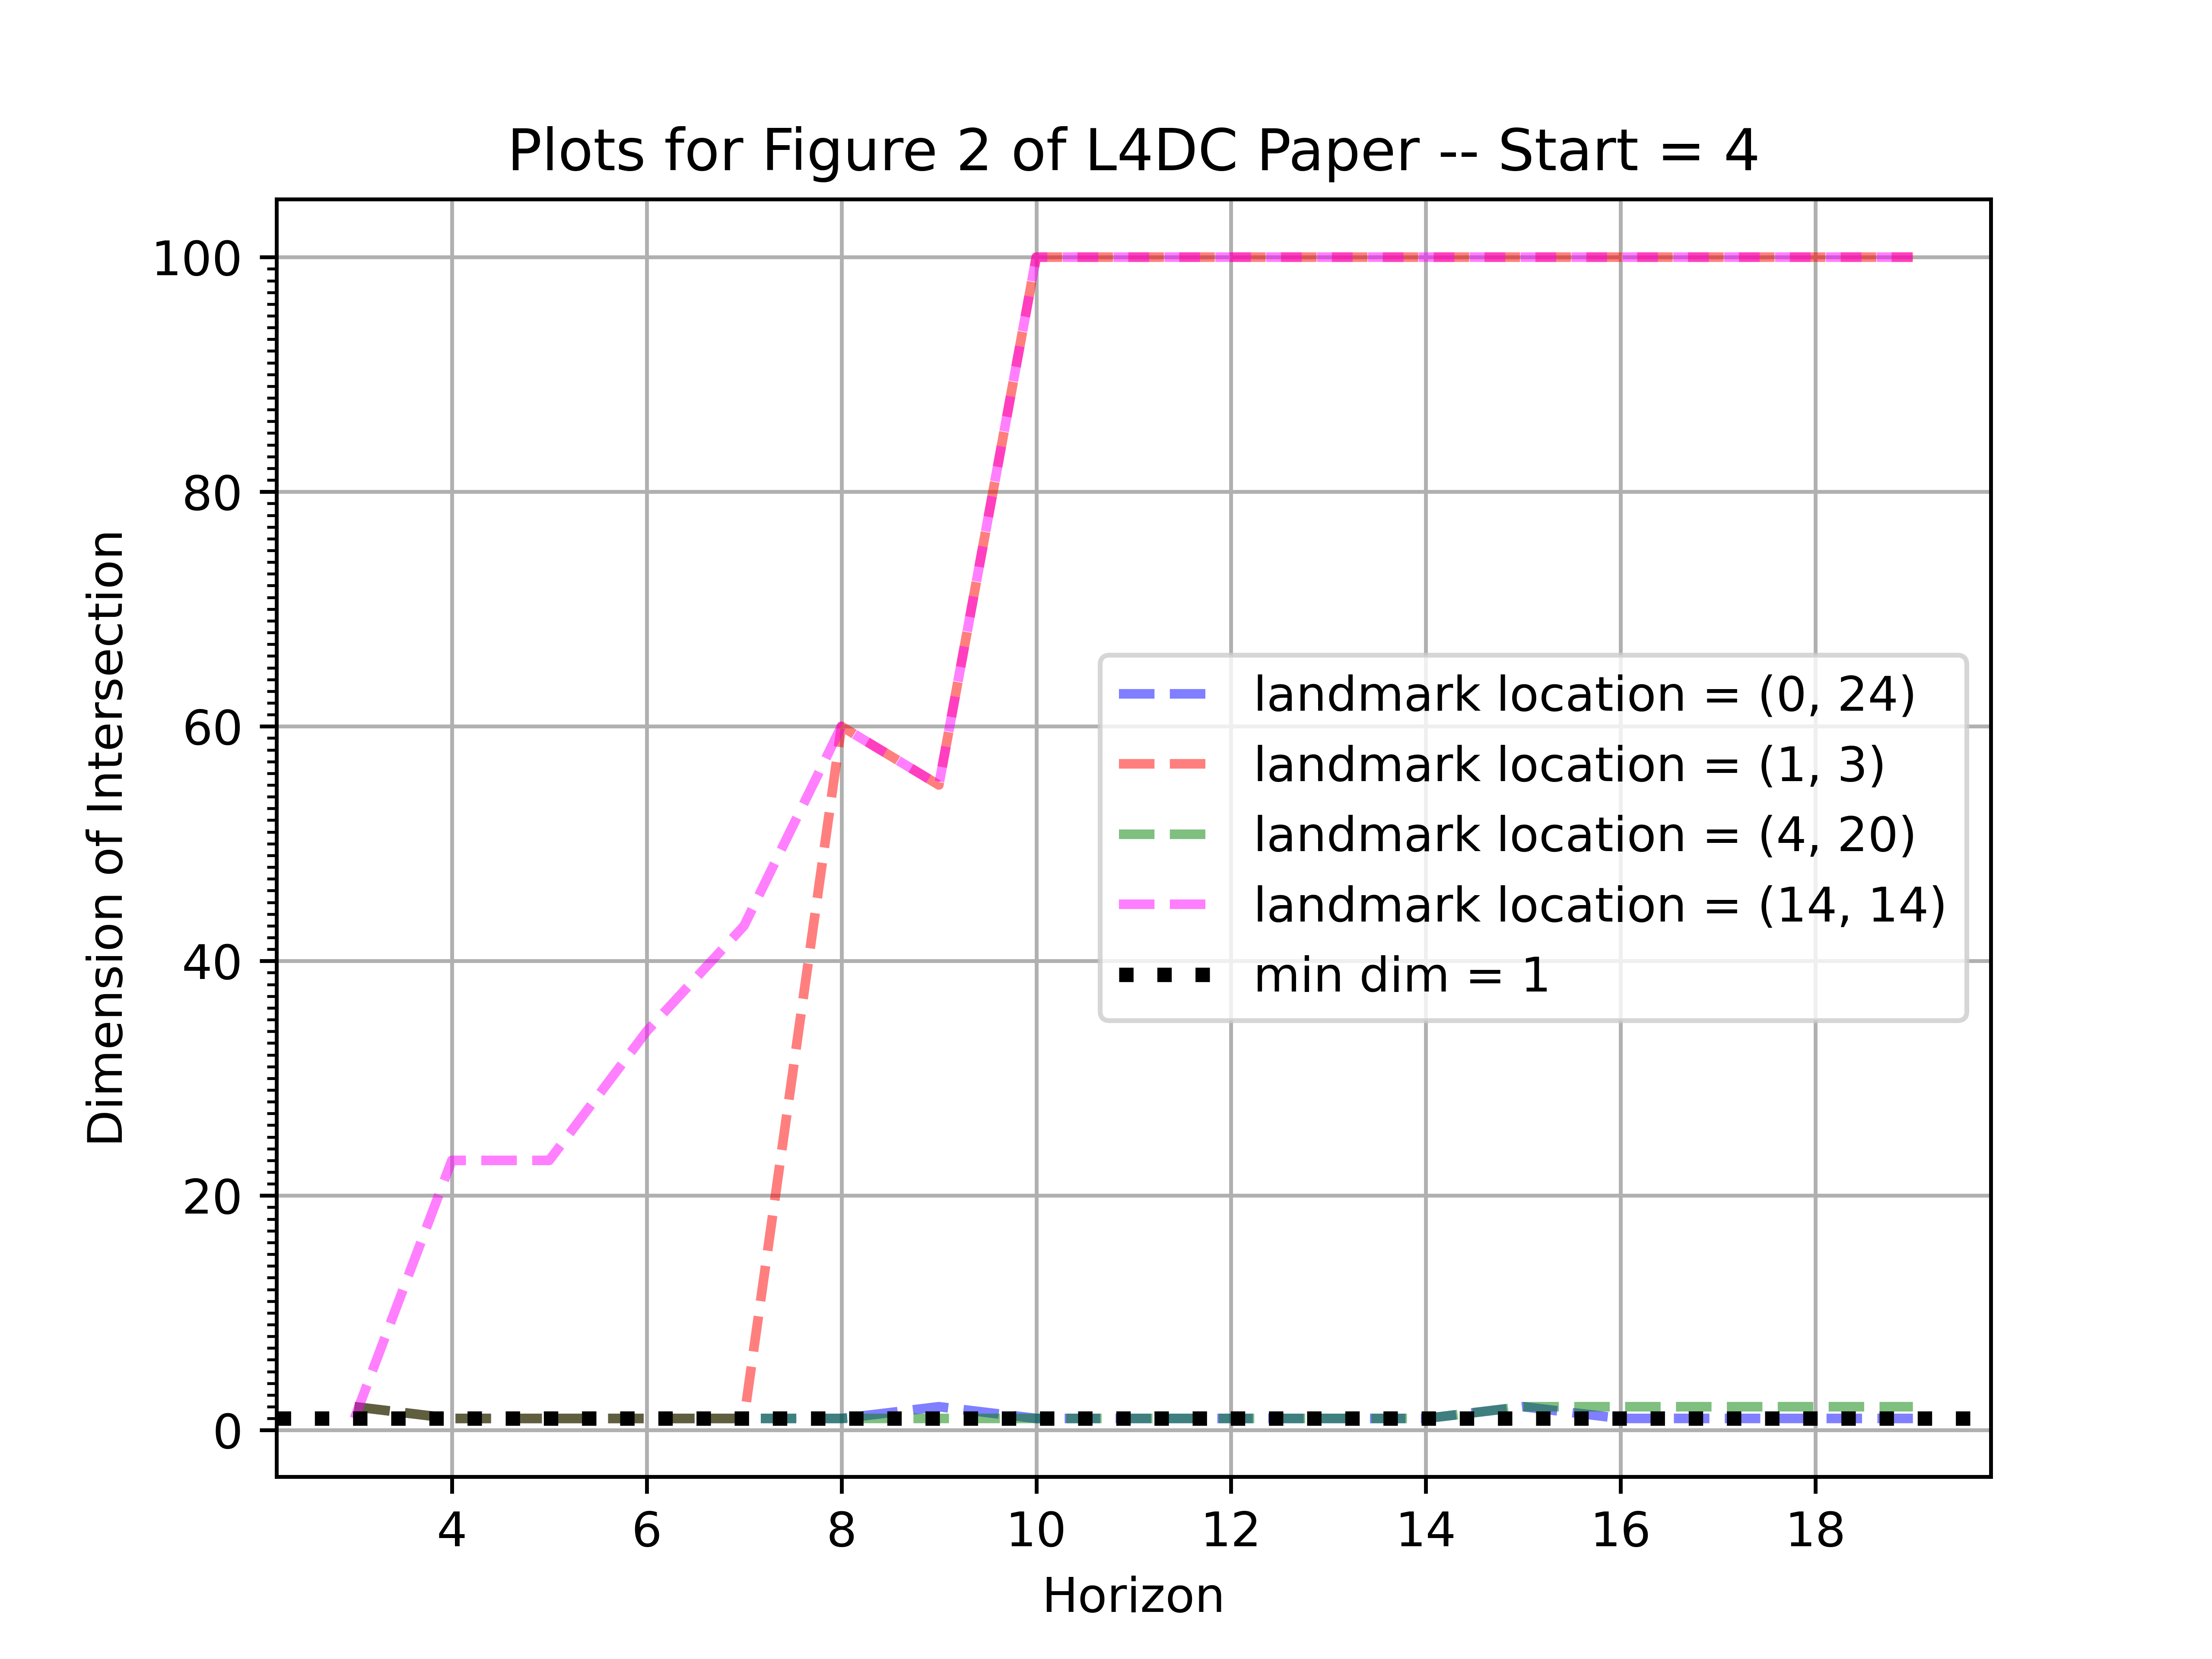 Plots for Figure 2 of L4DC Paper -- Start = 4
Dimension of Intersection
100
80
60
40
20
0
landmark location = (0, 24)
landmark location = (1, 3)
landmark location = (4, 20)
landmark location = (14, 14)
min dim = 1
4 6 8 10 12 14 16 18
Horizon